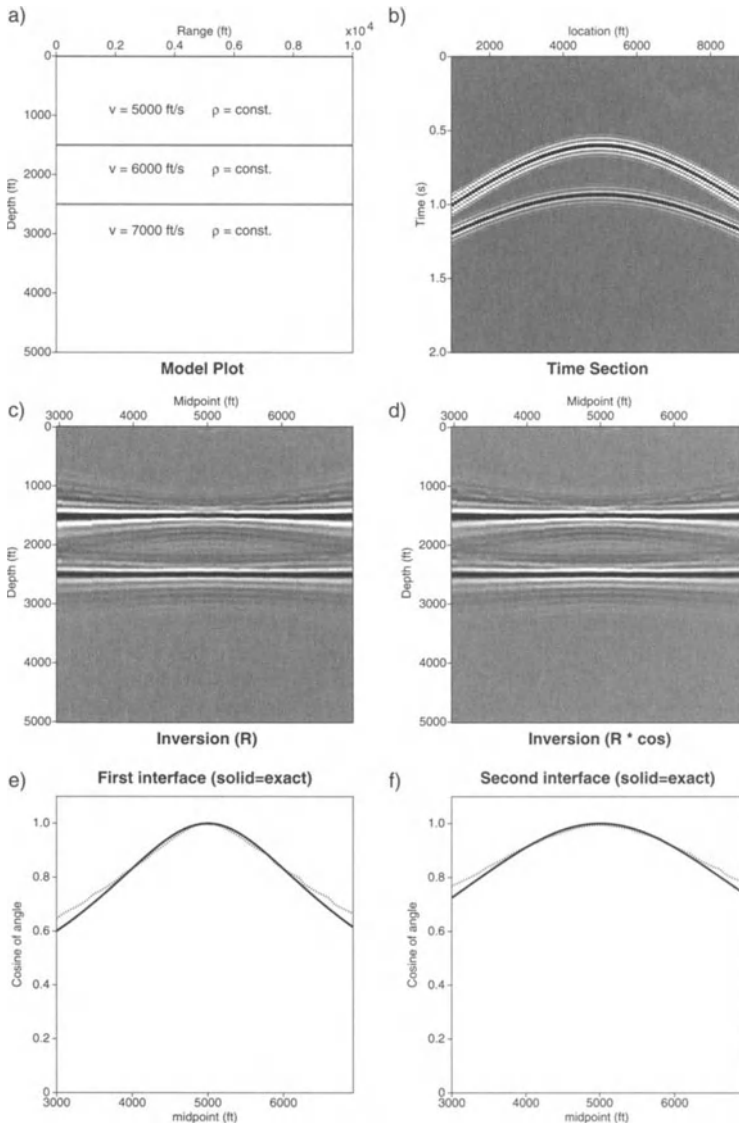 a)
Range (ft)
x10⁴
0 0.2 0.4 0.6 0.8 1.0
0
1000
2000
3000
4000
5000
Depth (ft)
v = 5000 ft/s ρ = const.
v = 6000 ft/s ρ = const.
v = 7000 ft/s ρ = const.
Model Plot
b)
location (ft)
2000 4000 6000 8000
0
0.5
1.0
1.5
2.0
Time (s)
Time Section
c)
Midpoint (ft)
3000 4000 5000 6000
0
1000
2000
3000
4000
5000
Depth (ft)
Inversion (R)
d)
Midpoint (ft)
3000 4000 5000 6000
0
1000
2000
3000
4000
5000
Depth (ft)
Inversion (R * cos)
e)
First interface (solid=exact)
1.0
0.8
0.6
0.4
0.2
0
Cosine of angle
3000 4000 5000 6000
midpoint (ft)
f)
Second interface (solid=exact)
1.0
0.8
0.6
0.4
0.2
0
Cosine of angle
3000 4000 5000 6000
midpoint (ft)